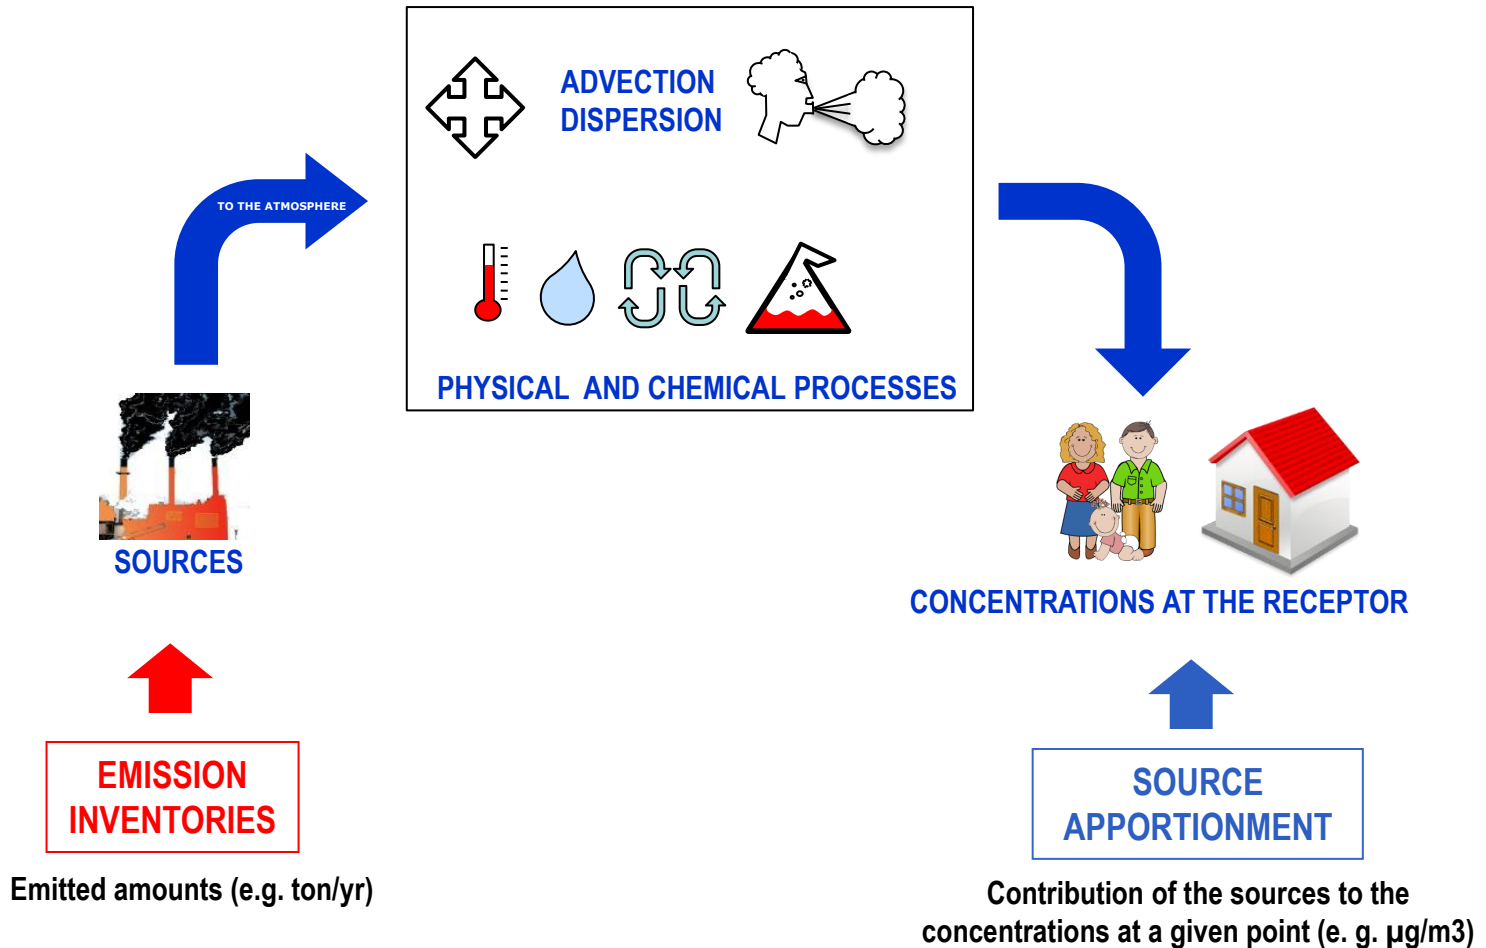 ADVECTION
DISPERSION
TO THE ATMOSPHERE
PHYSICAL AND CHEMICAL PROCESSES
SOURCES
CONCENTRATIONS AT THE RECEPTOR
EMISSION
INVENTORIES
Emitted amounts (e.g. ton/yr)
SOURCE
APPORTIONMENT
Contribution of the sources to the
concentrations at a given point (e. g. µg/m3)